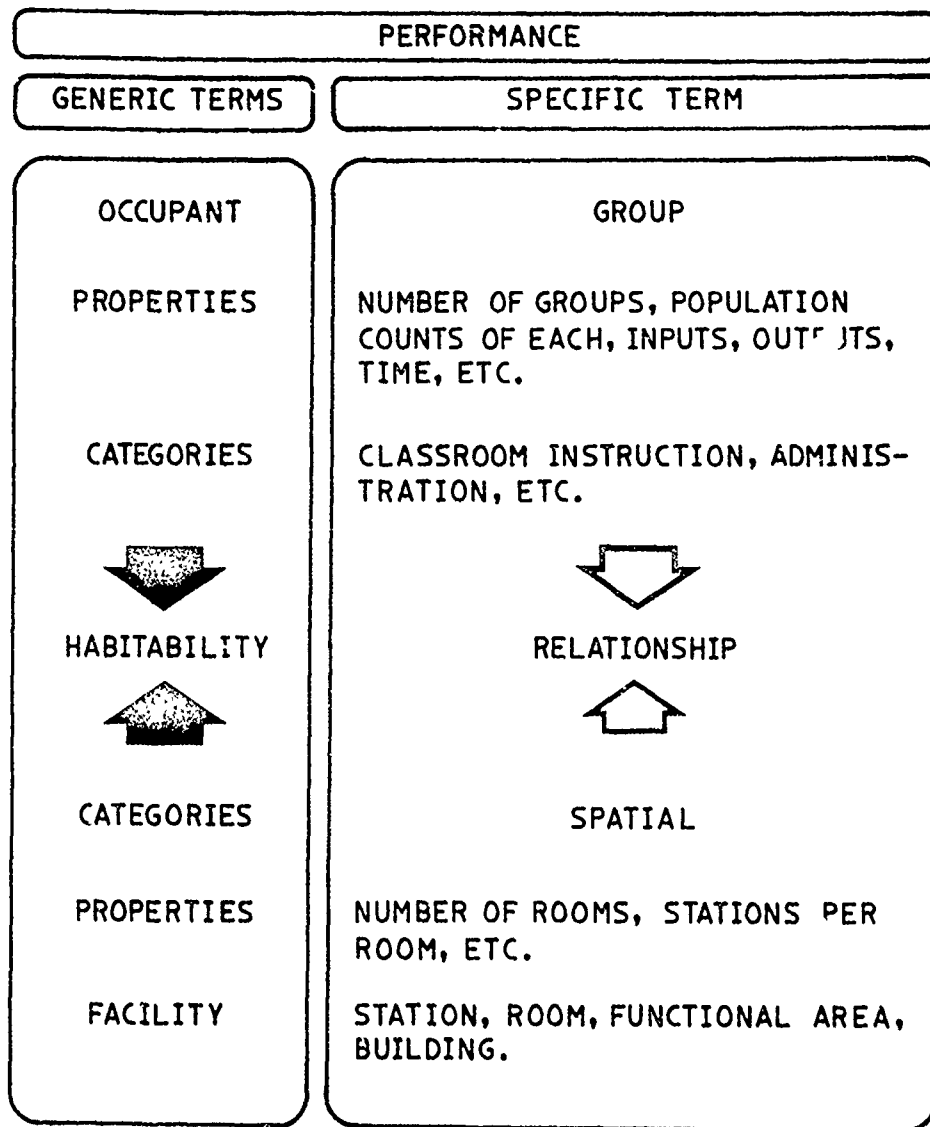 PERFORMANCE
GENERIC TERMS SPECIFIC TERM
OCCUPANT GROUP
PROPERTIES NUMBER OF GROUPS, POPULATION
COUNTS OF EACH, INPUTS,
TIME, ETC.
CATEGORIES CLASSROOM INSTRUCTION, ADMINIS-
TRATION, ETC.
HABITABILITY RELATIONSHIP
CATEGORIES SPATIAL
PROPERTIES NUMBER OF ROOMS, STATIONS PER
ROOM, ETC.
FACILITY STATION, ROOM, FUNCTIONAL AREA,
BUILDING.